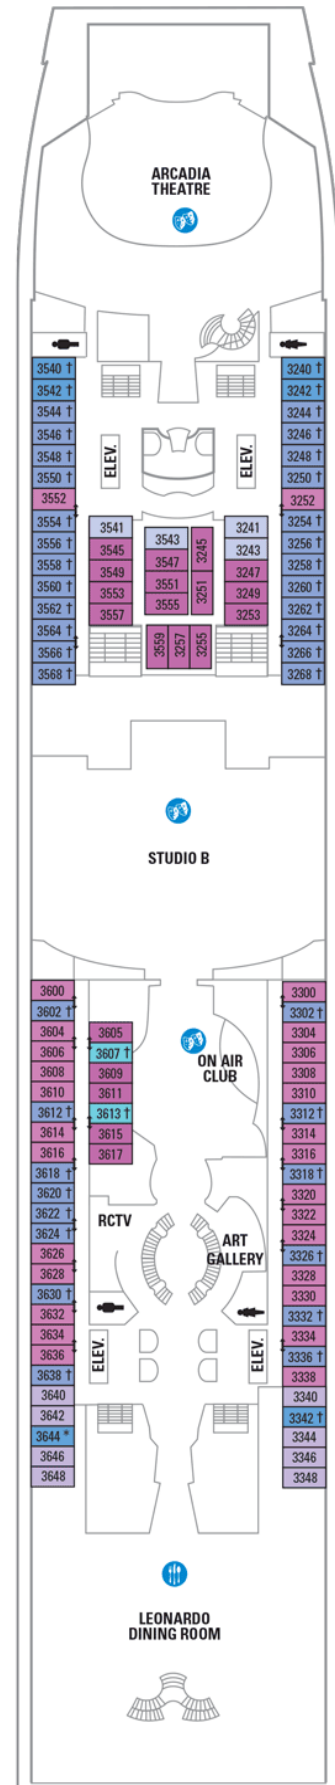 ARCADIA
THEATRE
3540 † 3240 †
3542 † 3242 †
3544 † 3244 †
3546 † 3246 †
3548 † 3248 †
3550 † 3250 †
ELEV. ELEV.
3552 3252
3554 † 3254 †
3556 † 3256 †
3558 † 3258 †
3560 † 3260 †
3562 † 3262 †
3564 † 3264 †
3566 † 3266 †
3568 † 3268 †
3541
3545
3549
3553
3557
3543
3547
3551
3555
3245
3251
3241
3243
3247
3249
3253
3559
3257
3255
STUDIO B
3600 3300
3602 † 3302 †
3604 3304
3606 3306
3608 3308
3610 3310
3612 † 3312 †
3614 3314
3616 3316
3618 † 3318 †
3620 † 3320
3622 † 3322
3624 † 3324
3626 3326 †
3628 3328
3630 † 3330
3632 3332 †
3634 3334
3636 3336 †
3638 † 3338
3640 3340
3642 3342 †
3644 * 3344
3646 3346
3648 3348
3605
3607 †
3609
3611
3613 †
3615
3617
ON AIR
CLUB
RCTV
ART
GALLERY
ELEV. ELEV.
LEONARDO
DINING ROOM